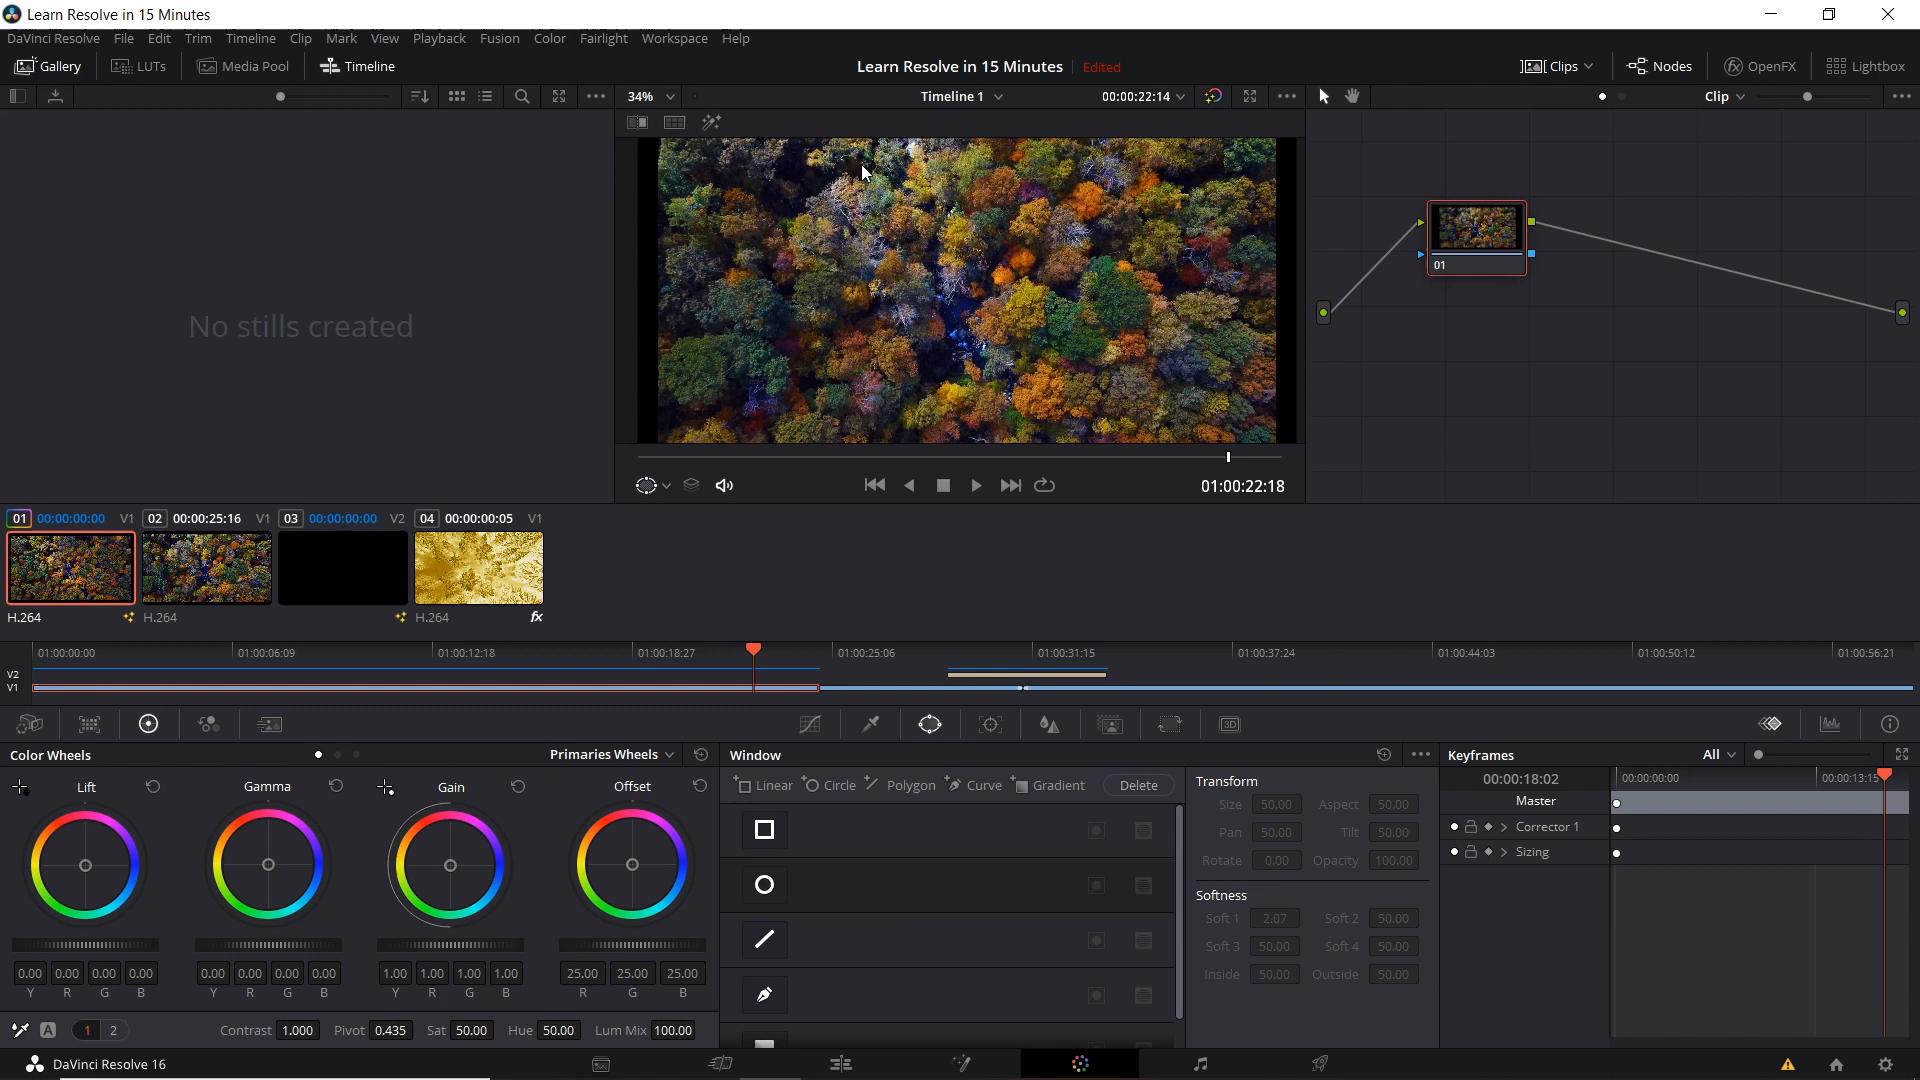 Learn Resolve in 15 Minutes
DaVinci Resolve File Edit Trim Timeline Clip Mark View Playback Fusion Color Fairlight Workspace Help
Gallery LUTs Media Pool Timeline Learn Resolve in 15 Minutes Edited Clips Nodes OpenFX Lightbox
34% Timeline 1 00:00:22:14 Clip
01
No stills created
01:00:22:18
01 00:00:00:00 V1 02 00:00:25:16 V1 03 00:00:00:00 V2 04 00:00:00:05 V1
H.264 H.264 H.264 fx
01:00:00:00 01:00:06:09 01:00:12:18 01:00:18:27 01:00:25:06 01:00:31:15 01:00:37:24 01:00:44:03 01:00:50:12 01:00:56:21
V2
V1
3D
Color Wheels Primaries Wheels Window Keyframes All
Lift Gamma Gain Offset
Linear Circle Polygon Curve Gradient Delete
Transform
Size 50.00 Aspect 50.00
Pan 50.00 Tilt 50.00
Rotate 0.00 Opacity 100.00
Softness
Soft 1 2.07 Soft 2 50.00
Soft 3 50.00 Soft 4 50.00
Inside 50.00 Outside 50.00
00:00:18:02 00:00:00:00 00:00:13:15
Master
Corrector 1
Sizing
0.00 0.00 0.00 0.00 0.00 0.00 0.00 0.00 1.00 1.00 1.00 1.00 25.00 25.00 25.00
Y R G B Y R G B Y R G B R G B
A 1 2 Contrast 1.000 Pivot 0.435 Sat 50.00 Hue 50.00 Lum Mix 100.00
DaVinci Resolve 16